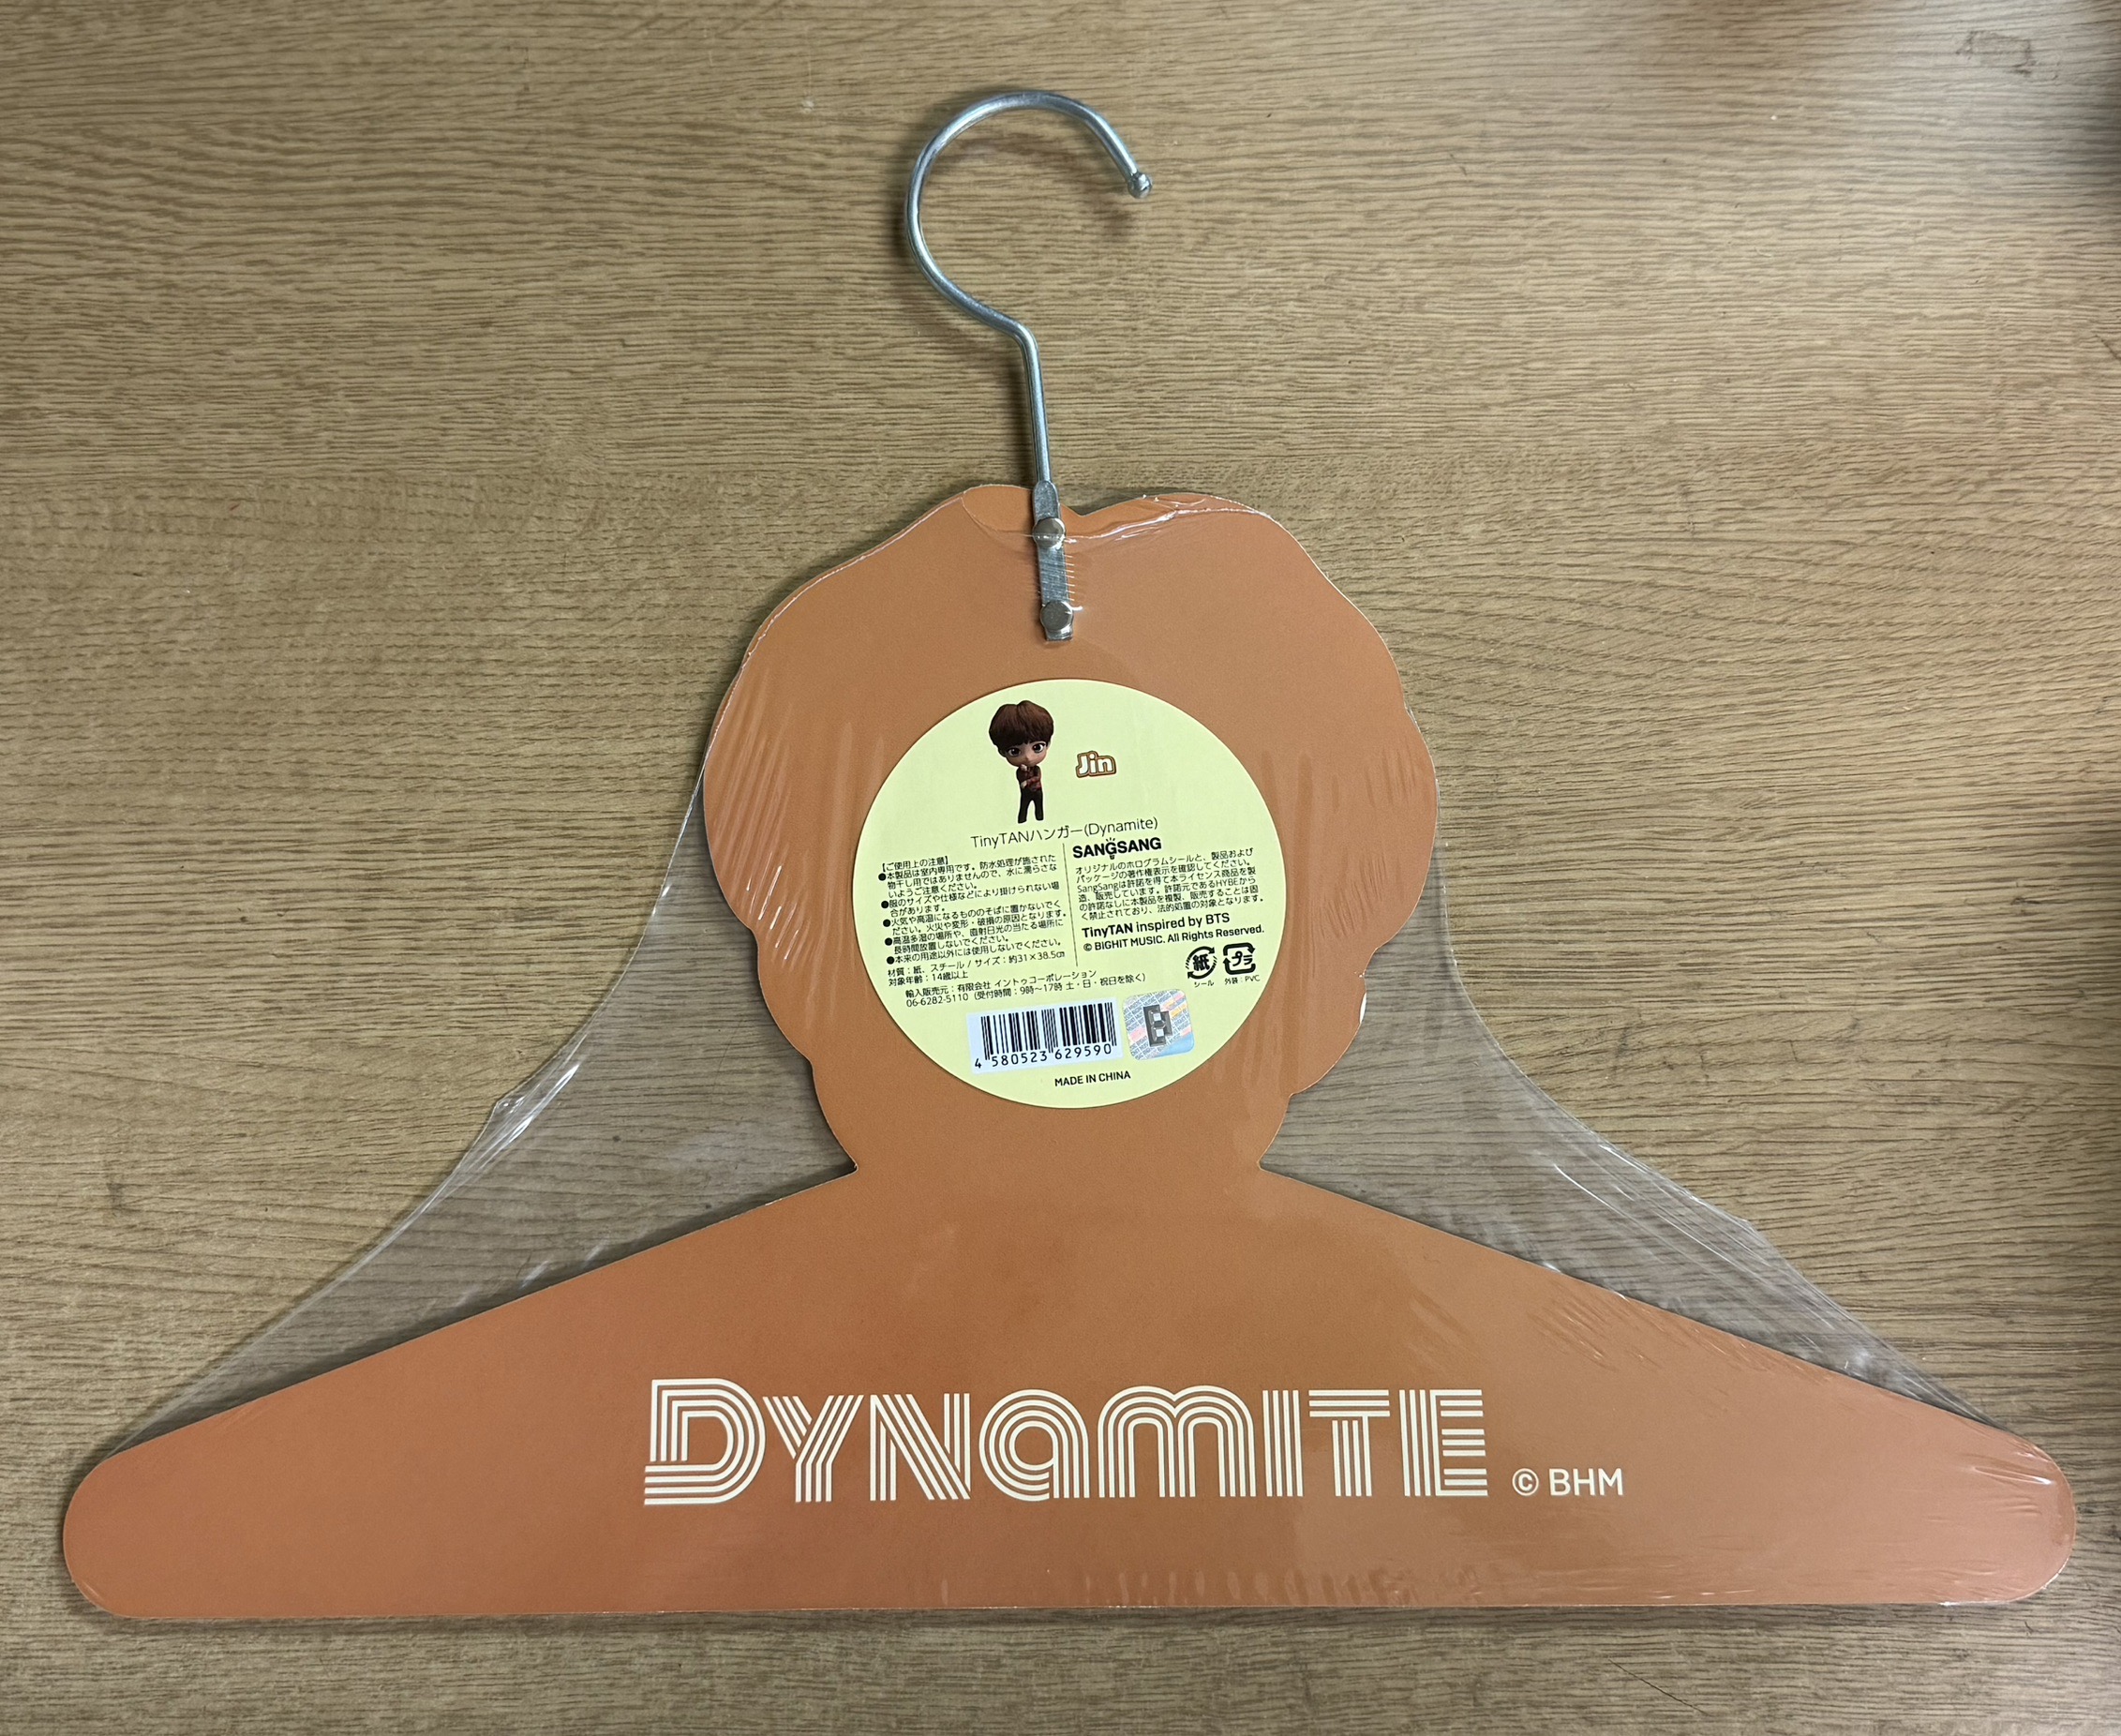 Jin
TinyTANハンガー(Dynamite)
【ご使用上の注意】
●本製品は室内専用です。防水処理が施された
物干し用ではありませんので、水に濡らさな
いようご注意ください。
●服のサイズや仕様などにより掛けられない場
合があります。
●火気や高温になるもののそばに置かないでく
ださい。火災や変形・破損の原因となります。
●高温多湿の場所や、直射日光の当たる場所に
長時間放置しないでください。
●本来の用途以外には使用しないでください。
材質:紙、スチール / サイズ:約31×38.5㎝
対象年齢:14歳以上
SANGSANG
オリジナルのホログラムシールと、製品および
パッケージの著作権表示を確認してください。
SangSangは許諾を得て本ライセンス商品を製
造、販売しています。許諾元であるHYBEから
の許諾なしに本製品を複製、販売することは固
く禁止されており、法的処置の対象となります。
TinyTAN inspired by BTS
© BIGHIT MUSIC. All Rights Reserved.
紙
シール
プラ
外装:PVC
輸入販売元:有限会社 イントゥコーポレーション
06-6282-5110(受付時間:9時~17時 土・日・祝日を除く)
4 580523 629590
MADE IN CHINA
DYNAMITE © BHM